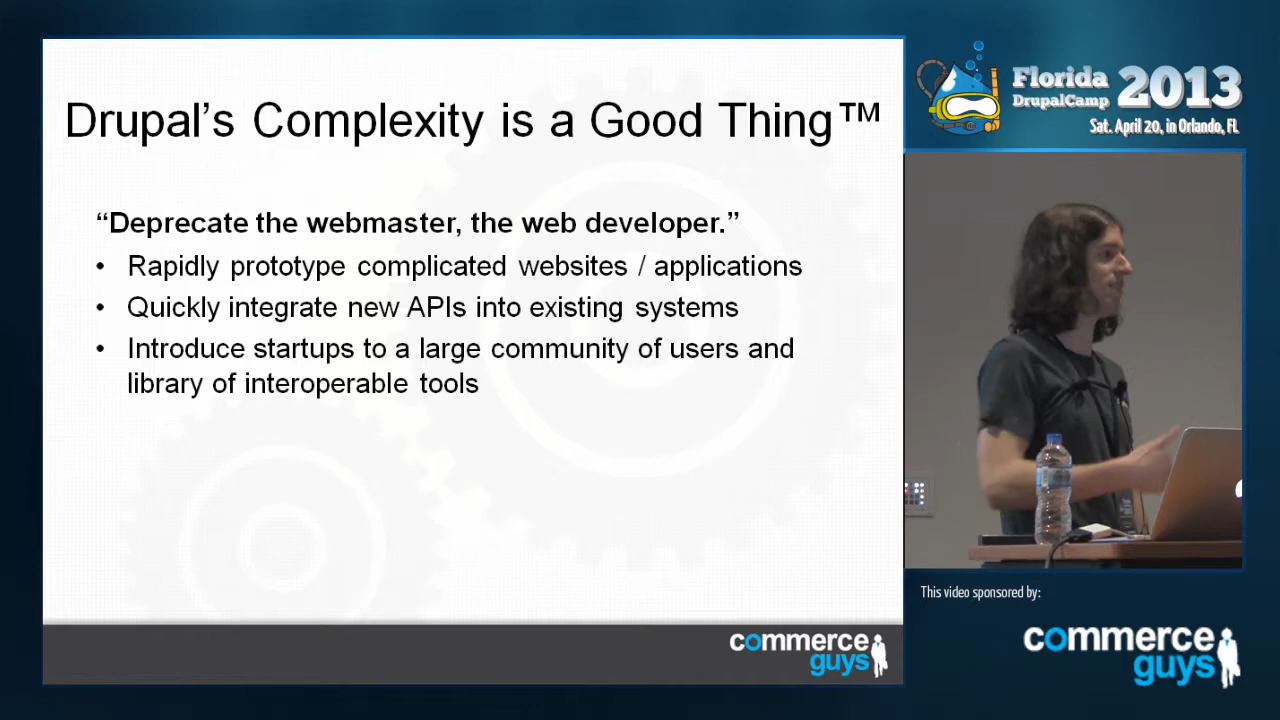 Drupal’s Complexity is a Good Thing™
“Deprecate the webmaster, the web developer.”
• Rapidly prototype complicated websites / applications
• Quickly integrate new APIs into existing systems
• Introduce startups to a large community of users and
library of interoperable tools
commerce
guys
Florida
DrupalCamp
2013
Sat. April 20, in Orlando, FL
This video sponsored by:
commerce
guys